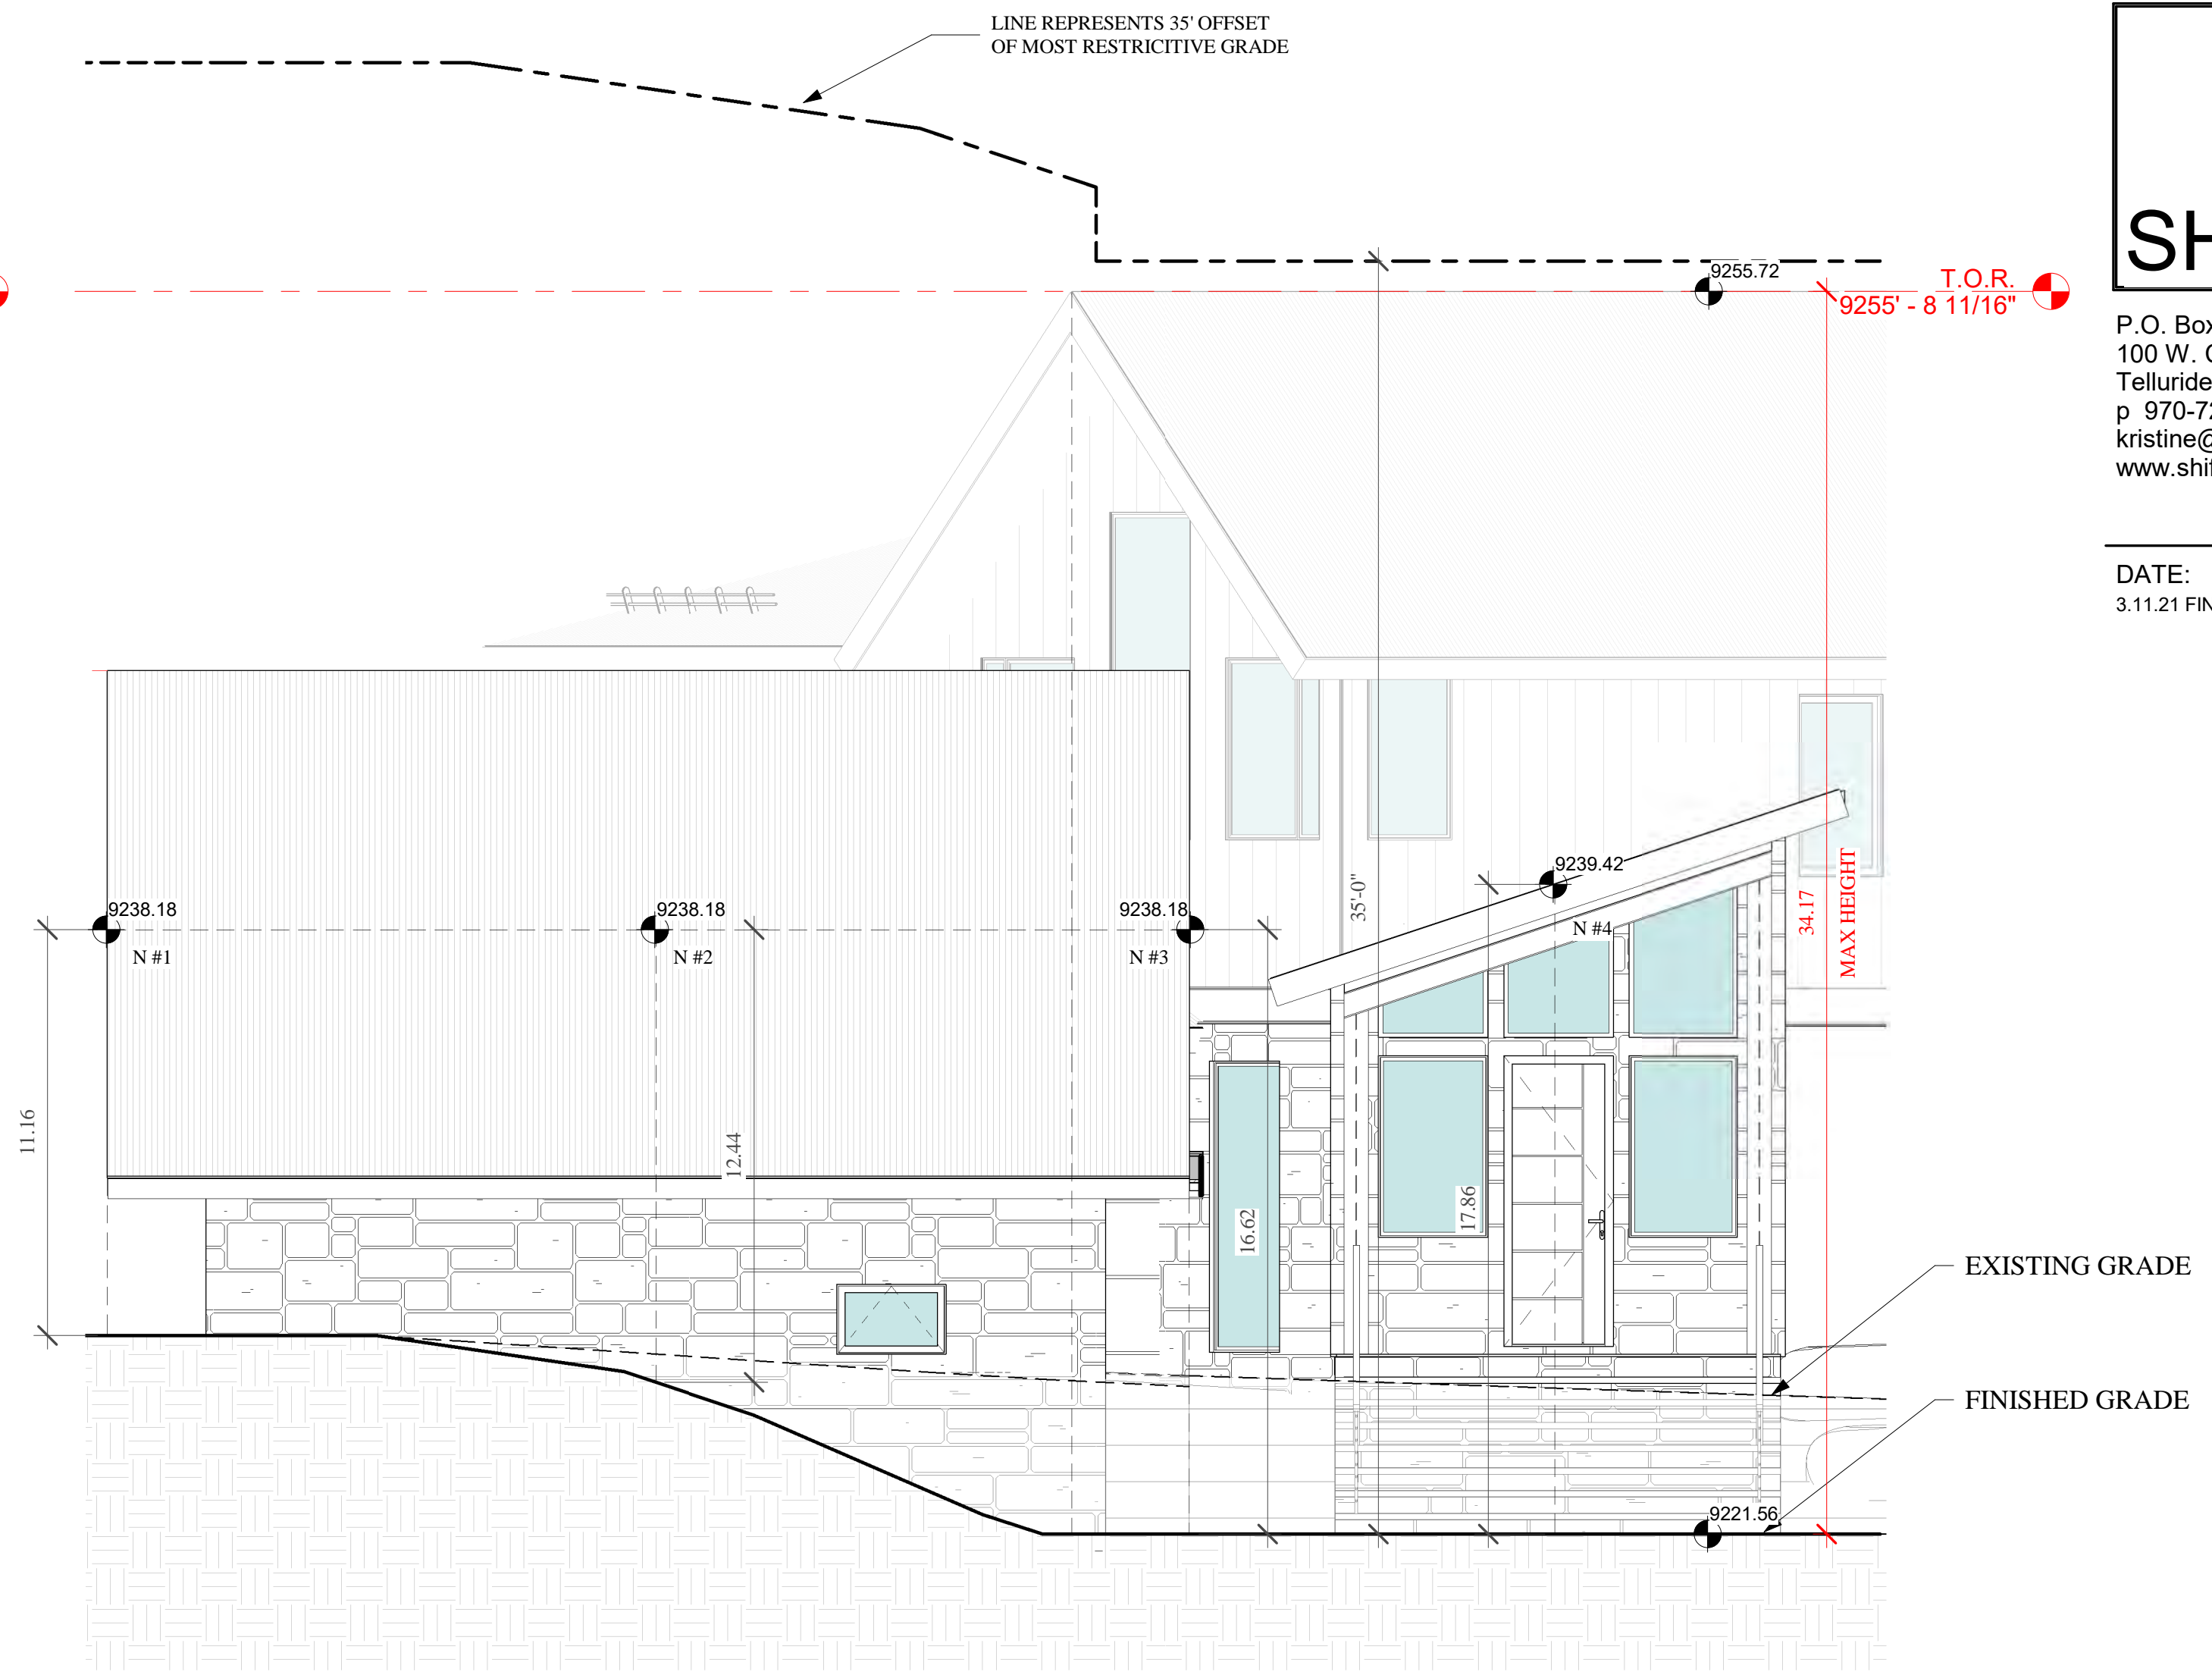 LINE REPRESENTS 35' OFFSET
OF MOST RESTRICITIVE GRADE
9255.72
T.O.R.
9255' - 8 11/16"
SH
P.O. Box
100 W.
Telluride
p 970-7
kristine@
www.shif
DATE:
3.11.21 FIN
9238.18
N #1
9238.18
N #2
9238.18
N #3
9239.42
N #4
35'-0"
34.17
MAX HEIGHT
11.16
12.44
16.62
17.86
EXISTING GRADE
FINISHED GRADE
9221.56